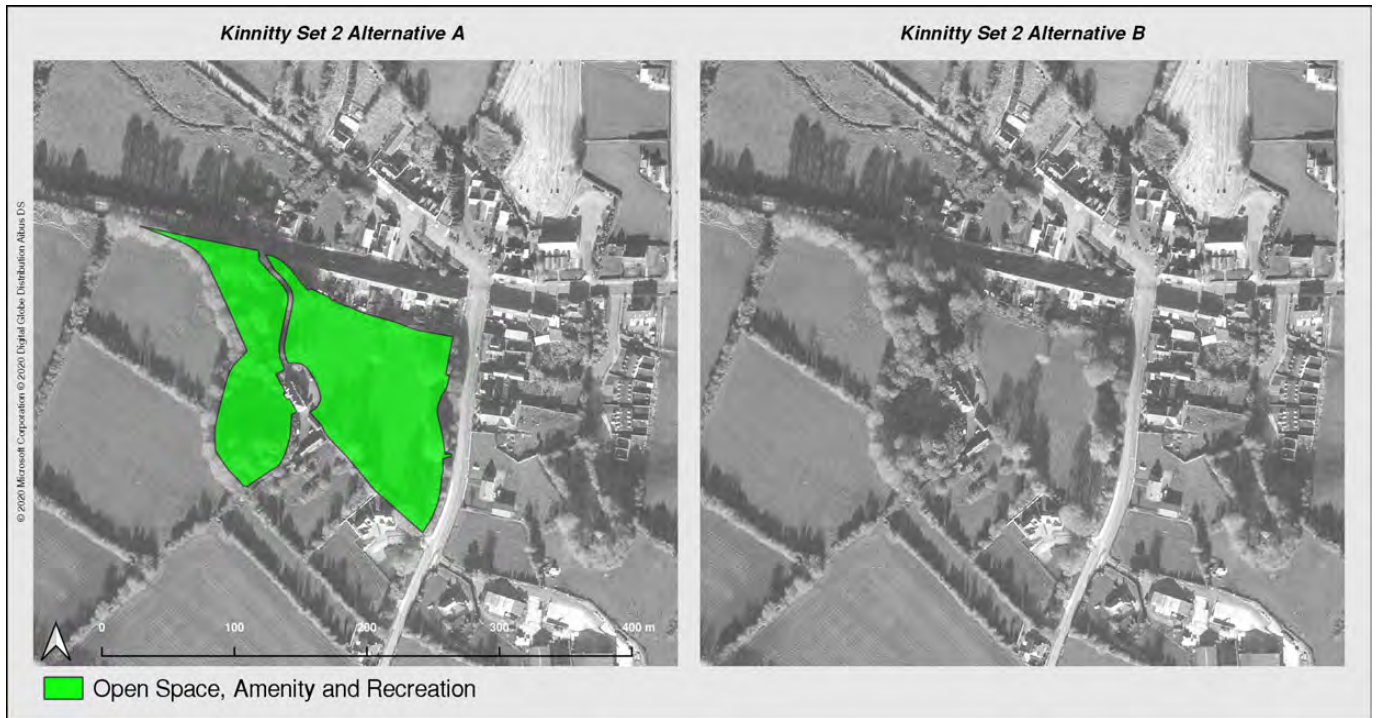 Kinnitty Set 2 Alternative A
Kinnitty Set 2 Alternative B
© 2020 Microsoft Corporation © 2020 Digital Globe Distribution Aibus DS
0 100 200 300 400 m
Open Space, Amenity and Recreation